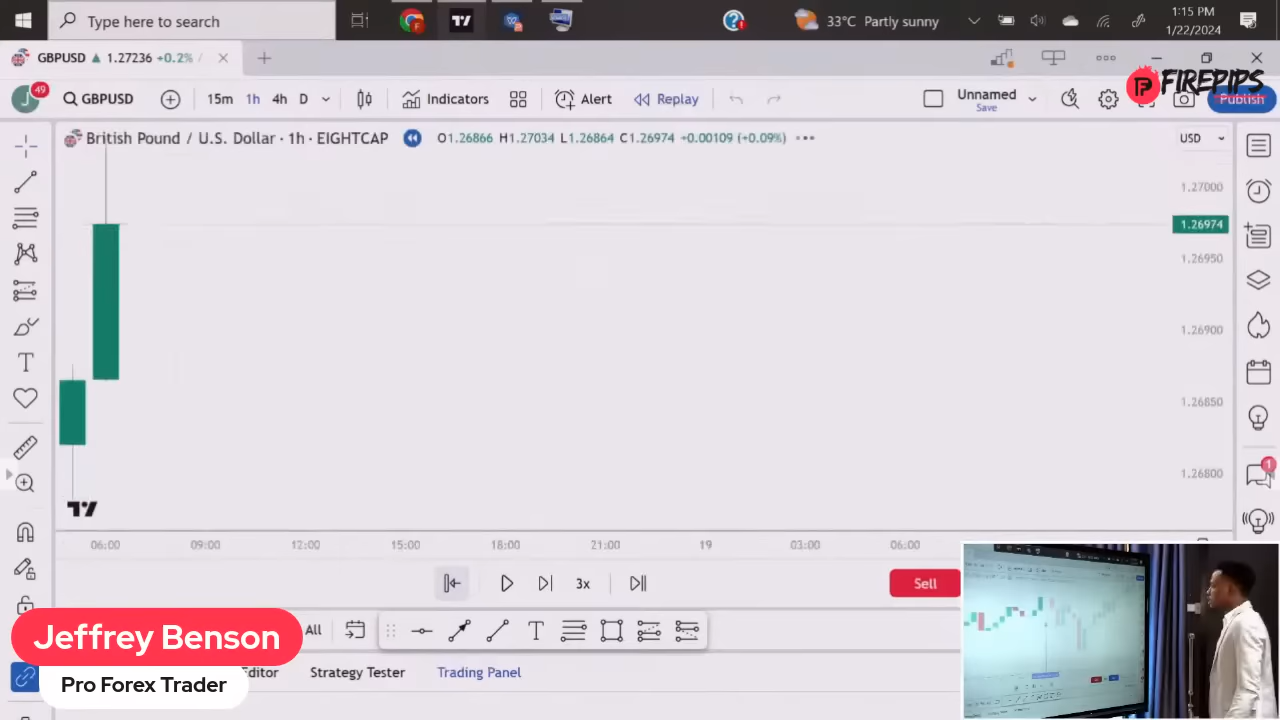 Type here to search
33°C Partly sunny
1:15 PM
1/22/2024
GBPUSD 1.27236 +0.2% /
FIREPIPS
J
49
GBPUSD
15m 1h 4h D
Indicators
Alert
Replay
Unnamed
Save
Publish
British Pound / U.S. Dollar · 1h · EIGHTCAP
O1.26866 H1.27034 L1.26864 C1.26974 +0.00109 (+0.09%)
USD
1.27000
1.26974
1.26950
1.26900
1.26850
1.26800
1
06:00 09:00 12:00 15:00 18:00 21:00 19 03:00 06:00
3x
Sell
Jeffrey Benson
All
Pro Forex Trader
Editor
Strategy Tester
Trading Panel